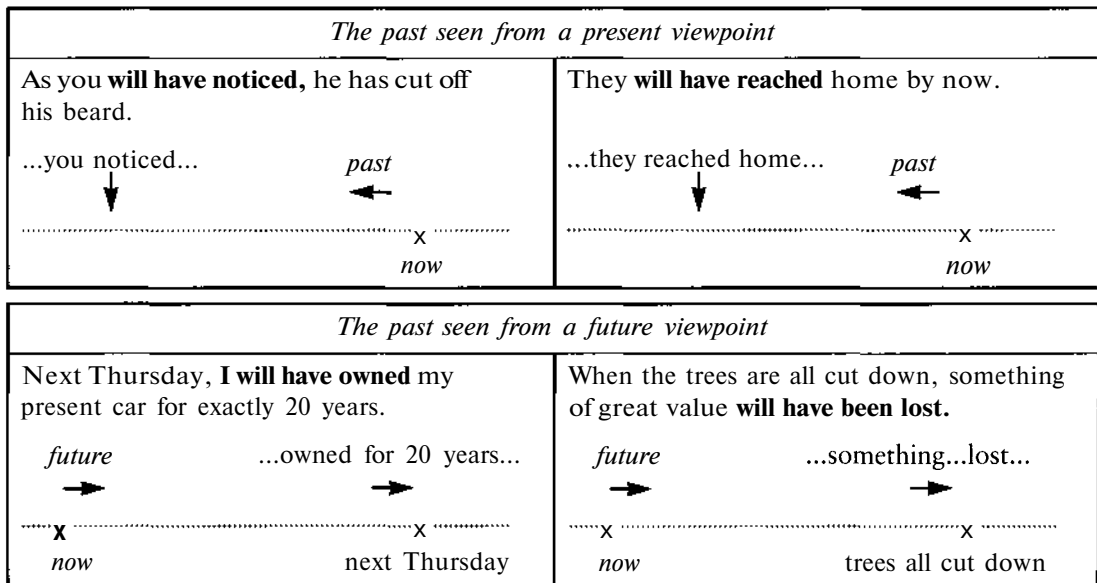 The past seen from a present viewpoint
As you will have noticed, he has cut off
his beard.
...you noticed...
past
x
now
They will have reached home by now.
...they reached home...
past
x
now
The past seen from a future viewpoint
Next Thursday, I will have owned my
present car for exactly 20 years.
future
...owned for 20 years...
x
x
now
next Thursday
When the trees are all cut down, something
of great value will have been lost.
future
...something...lost...
x
x
now
trees all cut down